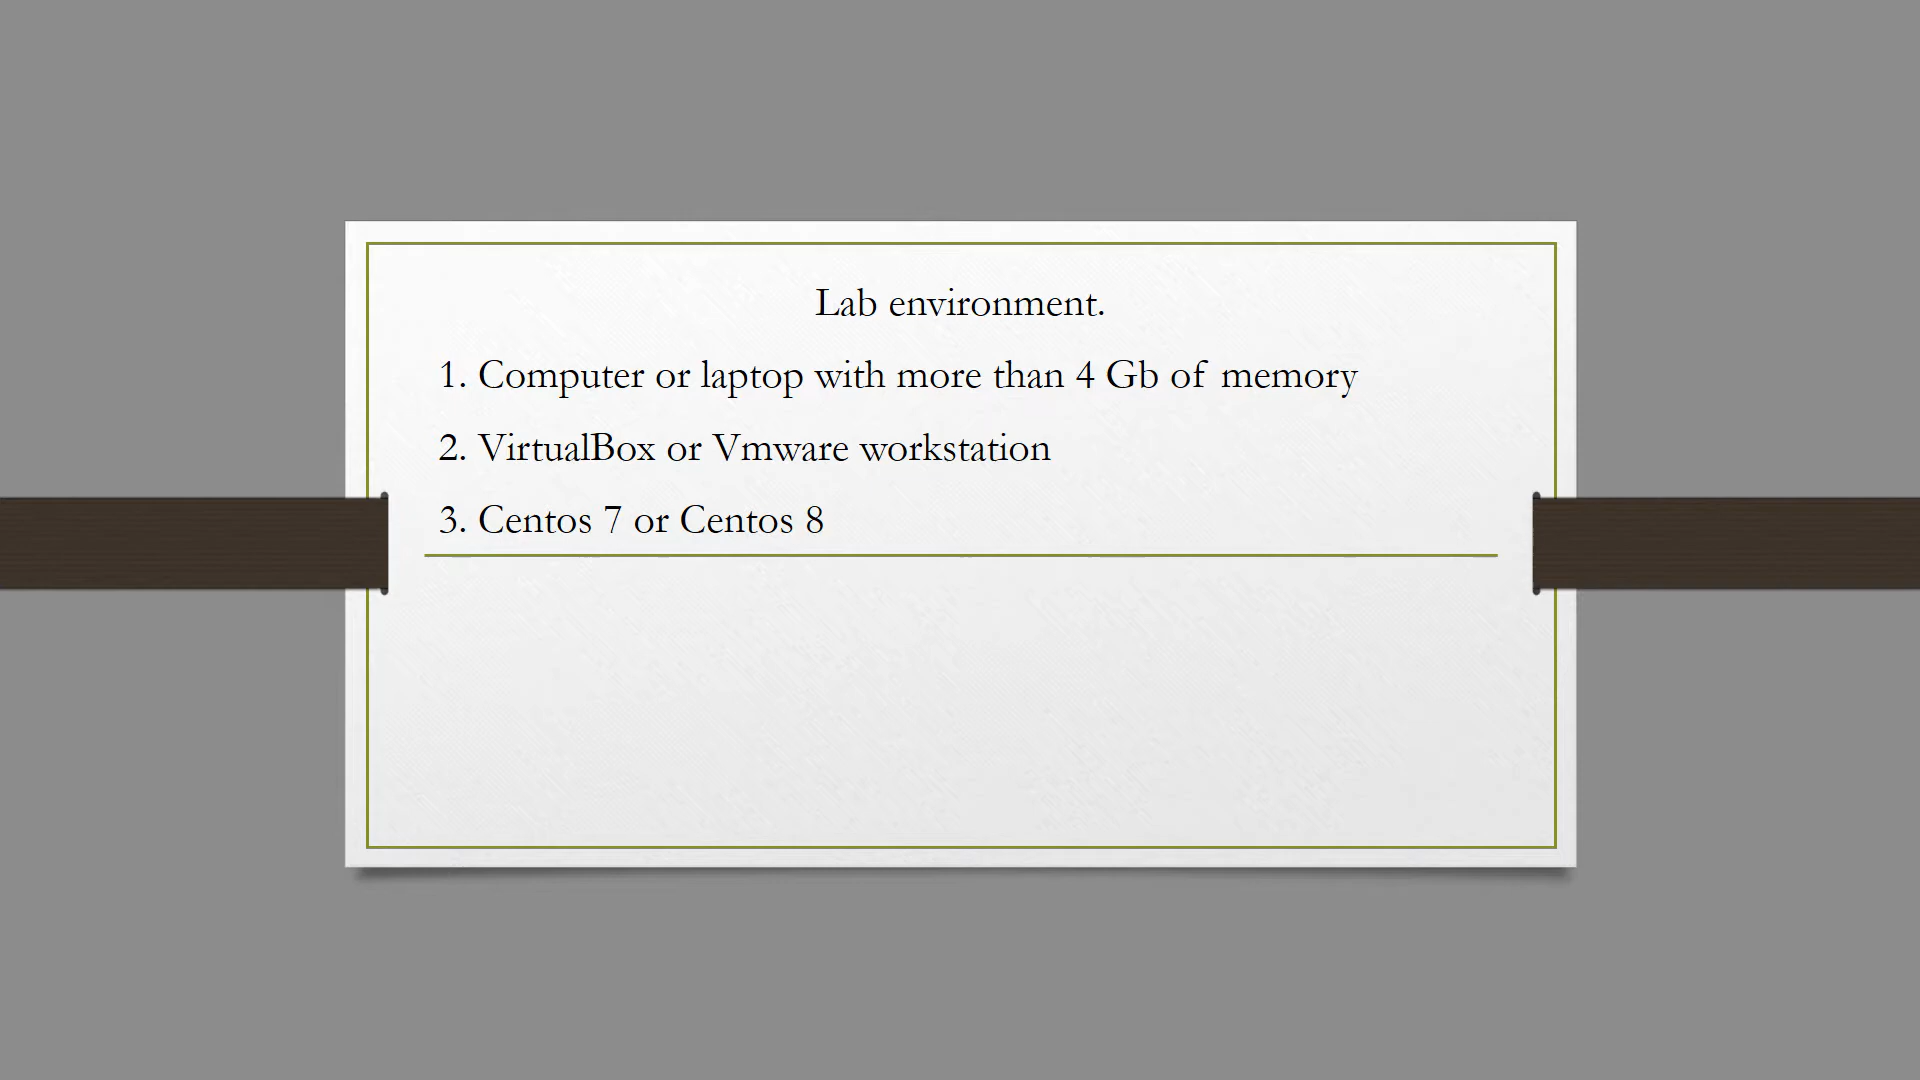 Lab environment.
1. Computer or laptop with more than 4 Gb of memory
2. VirtualBox or Vmware workstation
3. Centos 7 or Centos 8